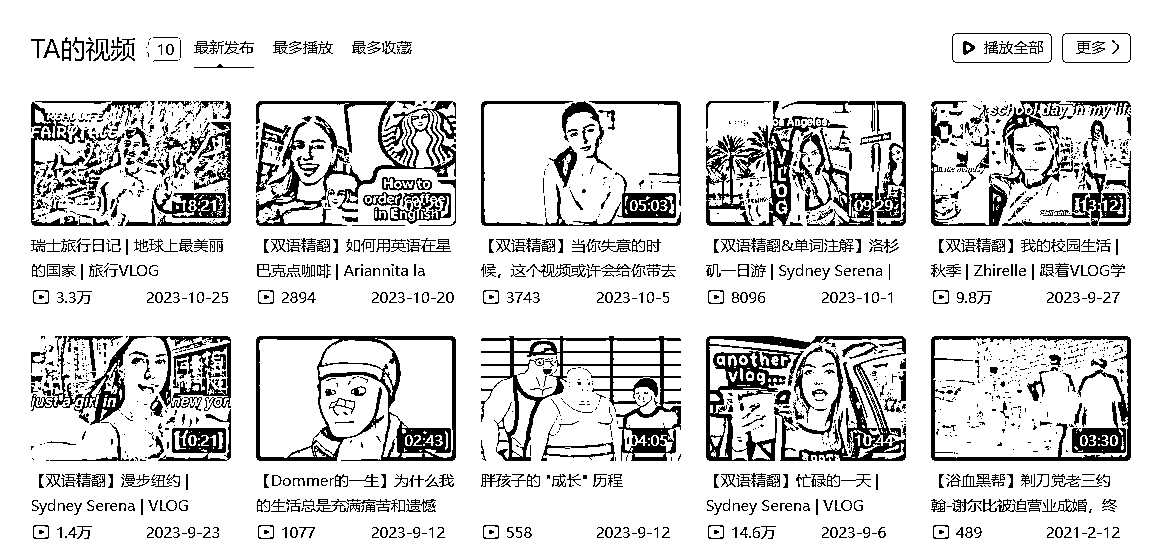 TA的视频 10 最新发布 最多播放 最多收藏 播放全部 更多
FAIRYTALE
18:21
How to
order coffee
in English
05:03
Los Angeles
VLOG
09:29
school day in my life
13:12
瑞士旅行日记 | 地球上最美丽
的国家 | 旅行VLOG
3.3万 2023-10-25
【双语精翻】如何用英语在星
巴克点咖啡 | Ariannita la
2894 2023-10-20
【双语精翻】当你失意的时
候，这个视频或许会给你带去
3743 2023-10-5
【双语精翻&单词注解】洛杉
矶一日游 | Sydney Serena |
8096 2023-10-1
【双语精翻】我的校园生活 |
秋季 | Zhirelle | 跟着VLOG学
9.8万 2023-9-27
just a girl in new york
10:21
02:43
04:05
another
vlog...
10:44
03:30
【双语精翻】漫步纽约 |
Sydney Serena | VLOG
1.4万 2023-9-23
【Dommer的一生】为什么我
的生活总是充满痛苦和遗憾
1077 2023-9-12
胖孩子的 "成长" 历程
558 2023-9-12
【双语精翻】忙碌的一天 |
Sydney Serena | VLOG
14.6万 2023-9-6
【浴血黑帮】剃刀党老三约
翰-谢尔比被迫营业成婚，终
489 2021-2-12